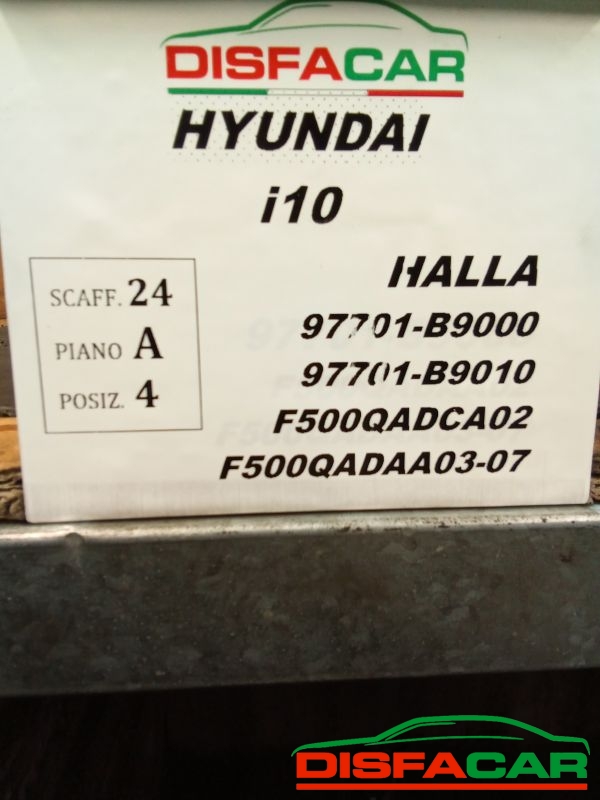 DISFACAR
HYUNDAI
i10
HALLA
SCAFF. 24
PIANO A
POSIZ. 4
97701-B9000
97701-B9010
F500QADCA02
F500QADAA03-07
DISFACAR